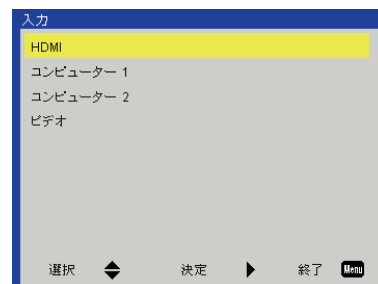 入力
HDMI
コンピューター 1
コンピューター 2
ビデオ
選択 決定 終了 Menu